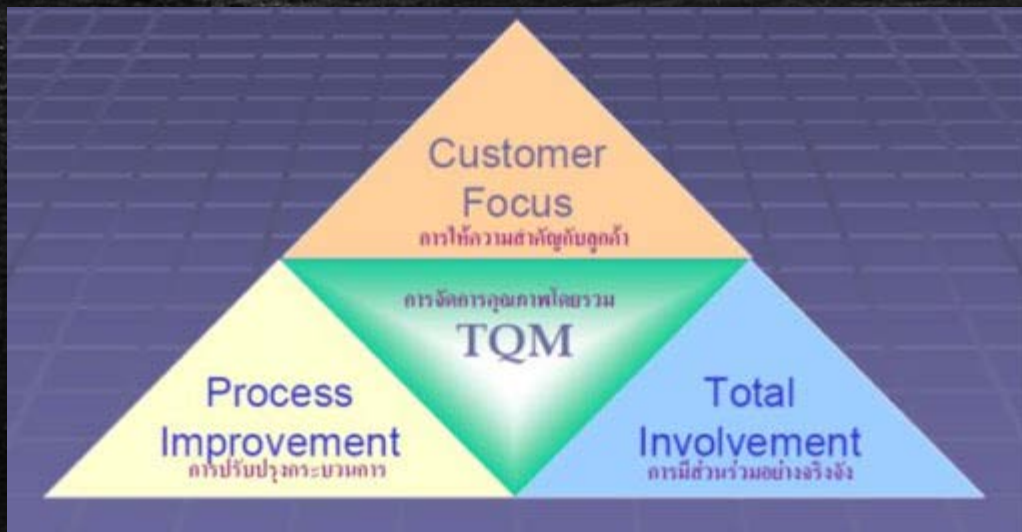 Customer
Focus
การให้ความสำคัญกับลูกค้า
การจัดการคุณภาพโดยรวม
TQM
Process
Improvement
การปรับปรุงกระบวนการ
Total
Involvement
การมีส่วนร่วมอย่างจริงจัง